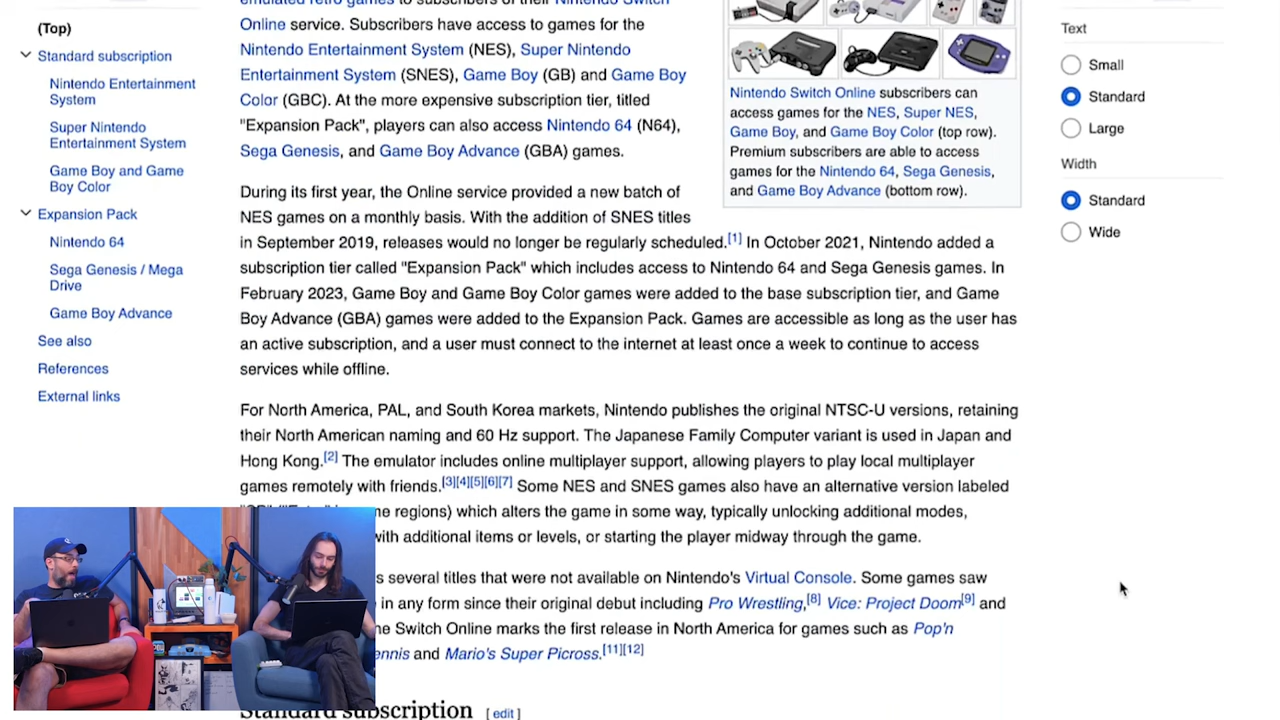 (Top)
Standard subscription
Nintendo Entertainment
System
Super Nintendo
Entertainment System
Game Boy and Game
Boy Color
Expansion Pack
Nintendo 64
Sega Genesis / Mega
Drive
Game Boy Advance
See also
References
External links
emulated retro games to subscribers of their Nintendo Switch
Online service. Subscribers have access to games for the
Nintendo Entertainment System (NES), Super Nintendo
Entertainment System (SNES), Game Boy (GB) and Game Boy
Color (GBC). At the more expensive subscription tier, titled
"Expansion Pack", players can also access Nintendo 64 (N64),
Sega Genesis, and Game Boy Advance (GBA) games.
During its first year, the Online service provided a new batch of
NES games on a monthly basis. With the addition of SNES titles
in September 2019, releases would no longer be regularly scheduled.[1] In October 2021, Nintendo added a
subscription tier called "Expansion Pack" which includes access to Nintendo 64 and Sega Genesis games. In
February 2023, Game Boy and Game Boy Color games were added to the base subscription tier, and Game
Boy Advance (GBA) games were added to the Expansion Pack. Games are accessible as long as the user has
an active subscription, and a user must connect to the internet at least once a week to continue to access
services while offline.
For North America, PAL, and South Korea markets, Nintendo publishes the original NTSC-U versions, retaining
their North American naming and 60 Hz support. The Japanese Family Computer variant is used in Japan and
Hong Kong.[2] The emulator includes online multiplayer support, allowing players to play local multiplayer
games remotely with friends.[3][4][5][6][7] Some NES and SNES games also have an alternative version labeled
regions) which alters the game in some way, typically unlocking additional modes,
with additional items or levels, or starting the player midway through the game.
s several titles that were not available on Nintendo's Virtual Console. Some games saw
in any form since their original debut including Pro Wrestling,[8] Vice: Project Doom[9] and
e Switch Online marks the first release in North America for games such as Pop'n
ennis and Mario's Super Picross.[11][12]
Standard subscription [ edit ]
Nintendo Switch Online subscribers can
access games for the NES, Super NES,
Game Boy, and Game Boy Color (top row).
Premium subscribers are able to access
games for the Nintendo 64, Sega Genesis,
and Game Boy Advance (bottom row).
Text
Small
Standard
Large
Width
Standard
Wide